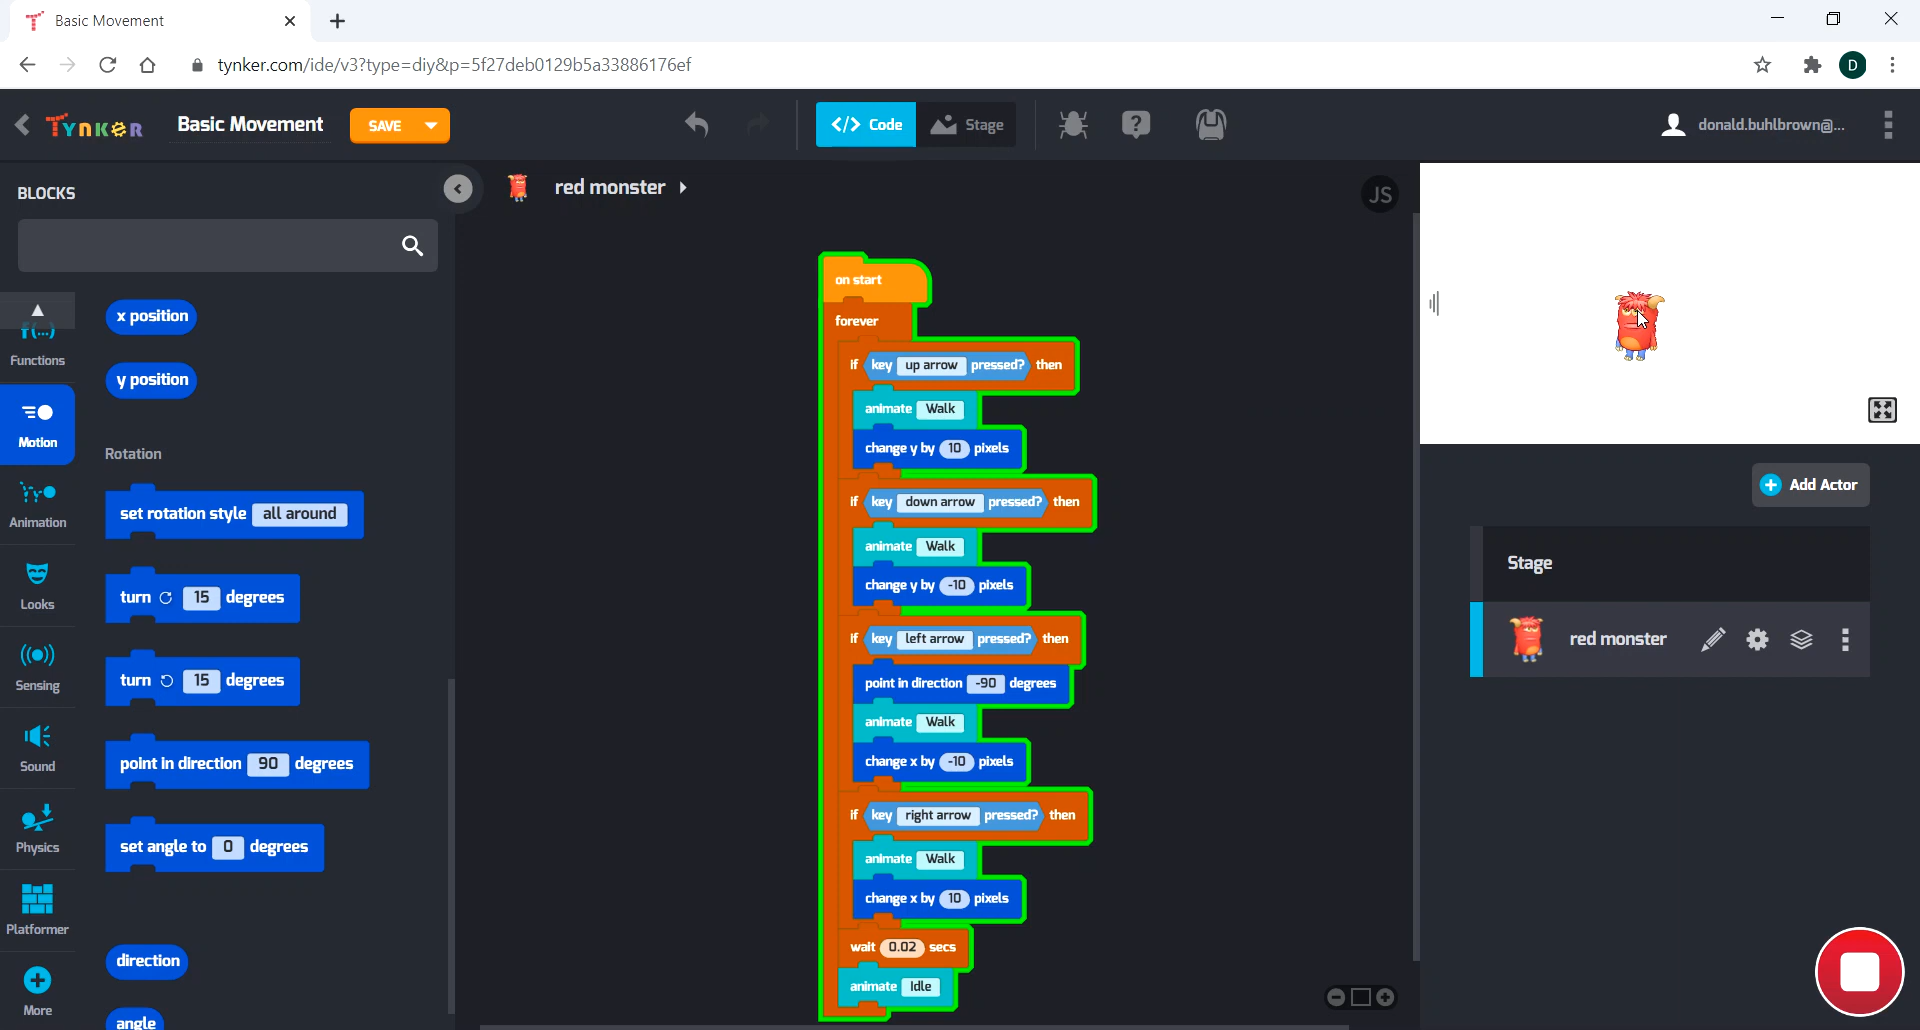 Basic Movement
tynker.com/ide/v3?type=diy&p=5f27deb0129b5a33886176ef
D
TYNKER
Basic Movement
SAVE
</> Code
Stage
?
donald.buhlbrown@...
BLOCKS
red monster
JS
f(...)
Functions
Motion
Animation
Looks
Sensing
Sound
Physics
Platformer
More
x position
y position
Rotation
set rotation style all around
turn 15 degrees
turn 15 degrees
point in direction 90 degrees
set angle to 0 degrees
direction
angle
on start
forever
if key up arrow pressed? then
animate Walk
change y by 10 pixels
if key down arrow pressed? then
animate Walk
change y by -10 pixels
if key left arrow pressed? then
point in direction -90 degrees
animate Walk
change x by -10 pixels
if key right arrow pressed? then
animate Walk
change x by 10 pixels
wait 0.02 secs
animate Idle
Add Actor
Stage
red monster